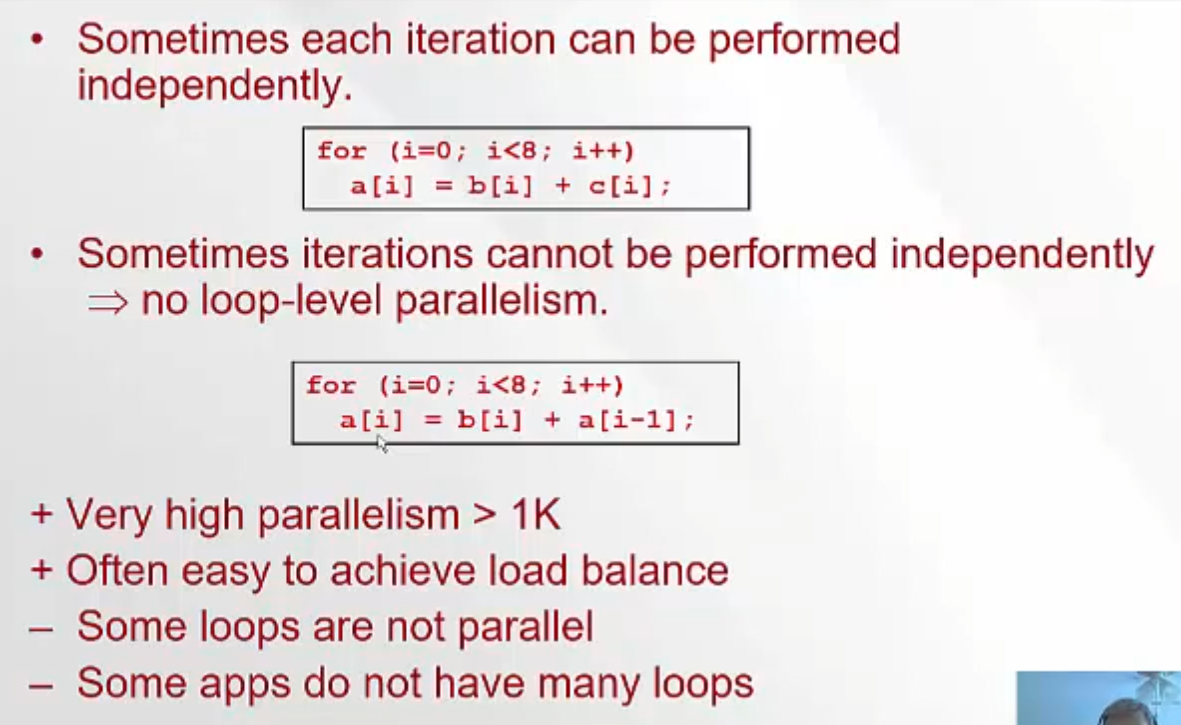 • Sometimes each iteration can be performed
independently.
for (i=0; i<8; i++)
a[i] = b[i] + c[i];
• Sometimes iterations cannot be performed independently
⇒ no loop-level parallelism.
for (i=0; i<8; i++)
a[i] = b[i] + a[i-1];
+ Very high parallelism > 1K
+ Often easy to achieve load balance
– Some loops are not parallel
– Some apps do not have many loops